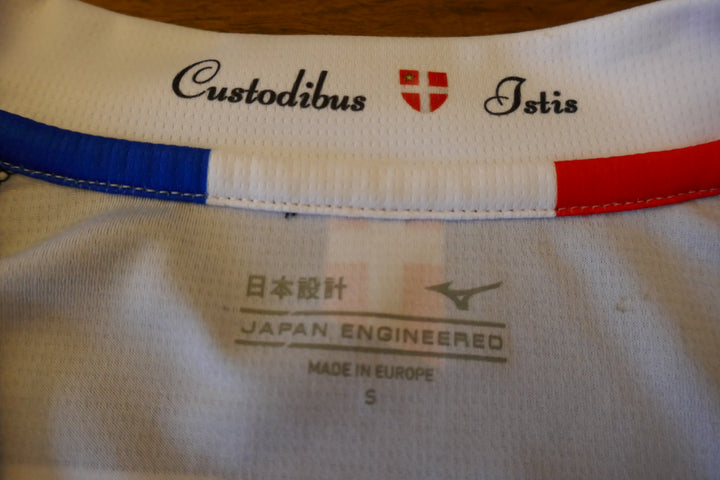 Custodibus Istis
日本設計
JAPAN ENGINEERED
MADE IN EUROPE
S